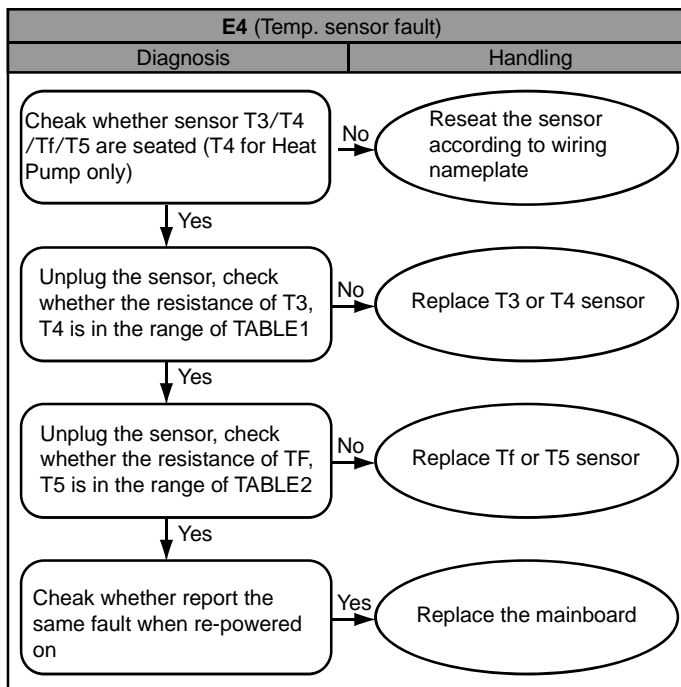 E4 (Temp. sensor fault)
Diagnosis
Handling
Cheak whether sensor T3/T4
/Tf/T5 are seated (T4 for Heat
Pump only)
No
Reseat the sensor
according to wiring
nameplate
Yes
Unplug the sensor, check
whether the resistance of T3,
T4 is in the range of TABLE1
No
Replace T3 or T4 sensor
Yes
Unplug the sensor, check
whether the resistance of TF,
T5 is in the range of TABLE2
No
Replace Tf or T5 sensor
Yes
Cheak whether report the
same fault when re-powered
on
Yes
Replace the mainboard